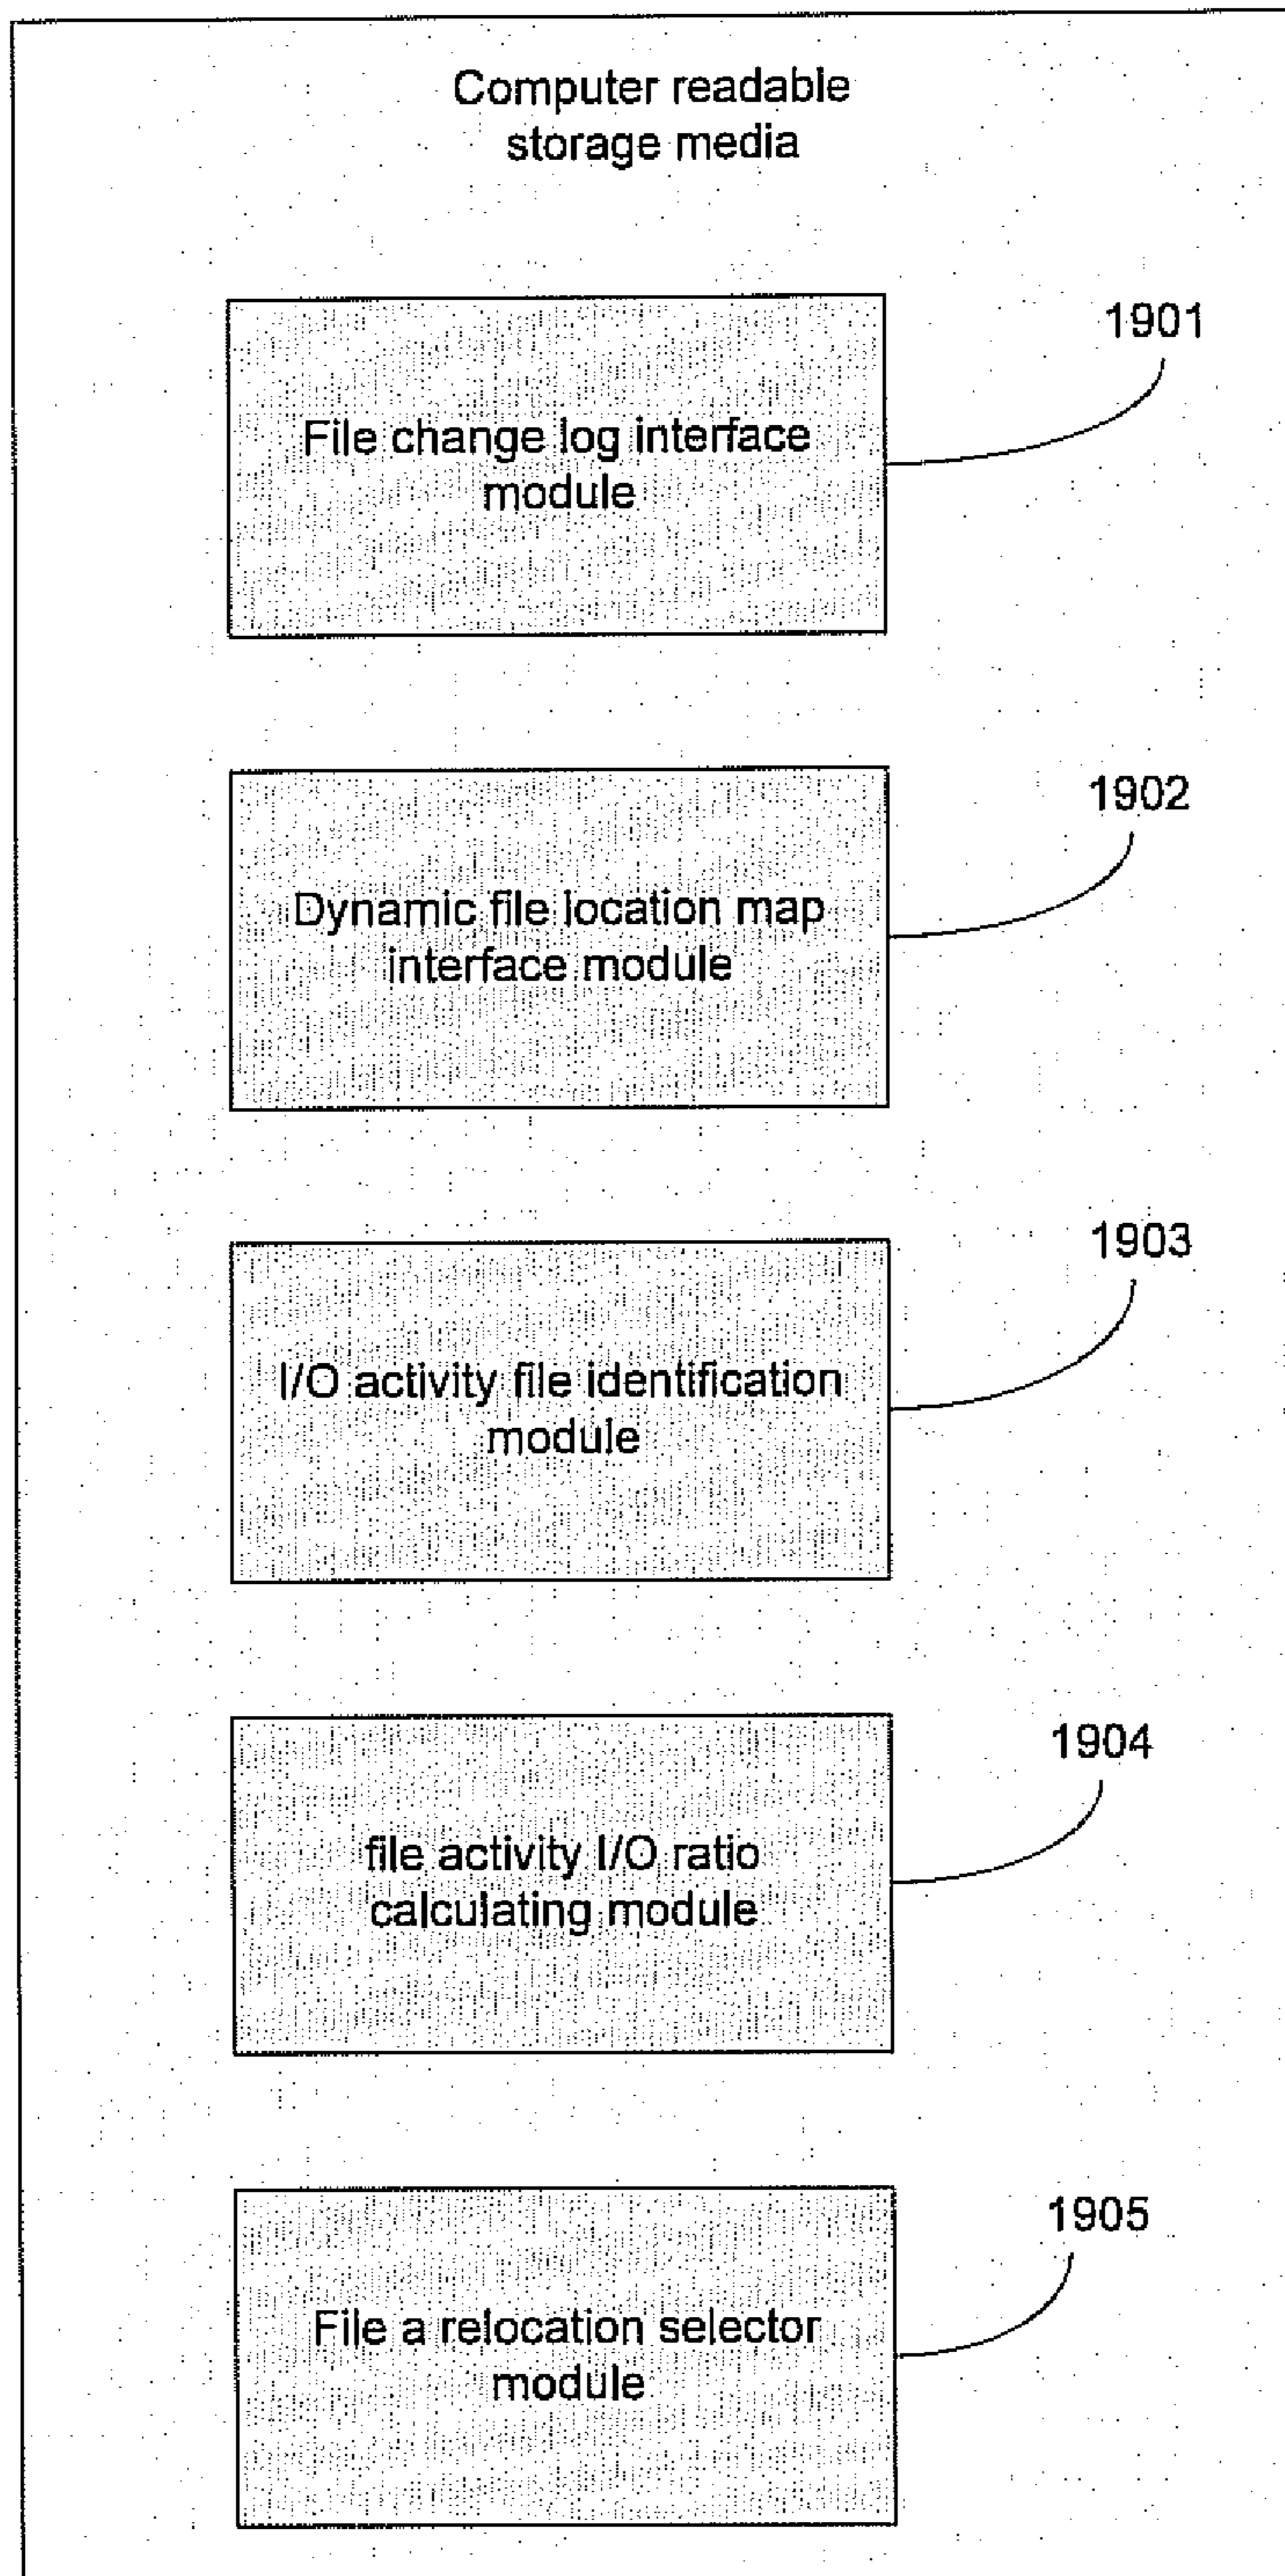 Computer readable
storage media
1901
File change log interface
module
1902
Dynamic file location map
interface module
1903
I/O activity file identification
module
1904
file activity I/O ratio
calculating module
1905
File a relocation selector
module